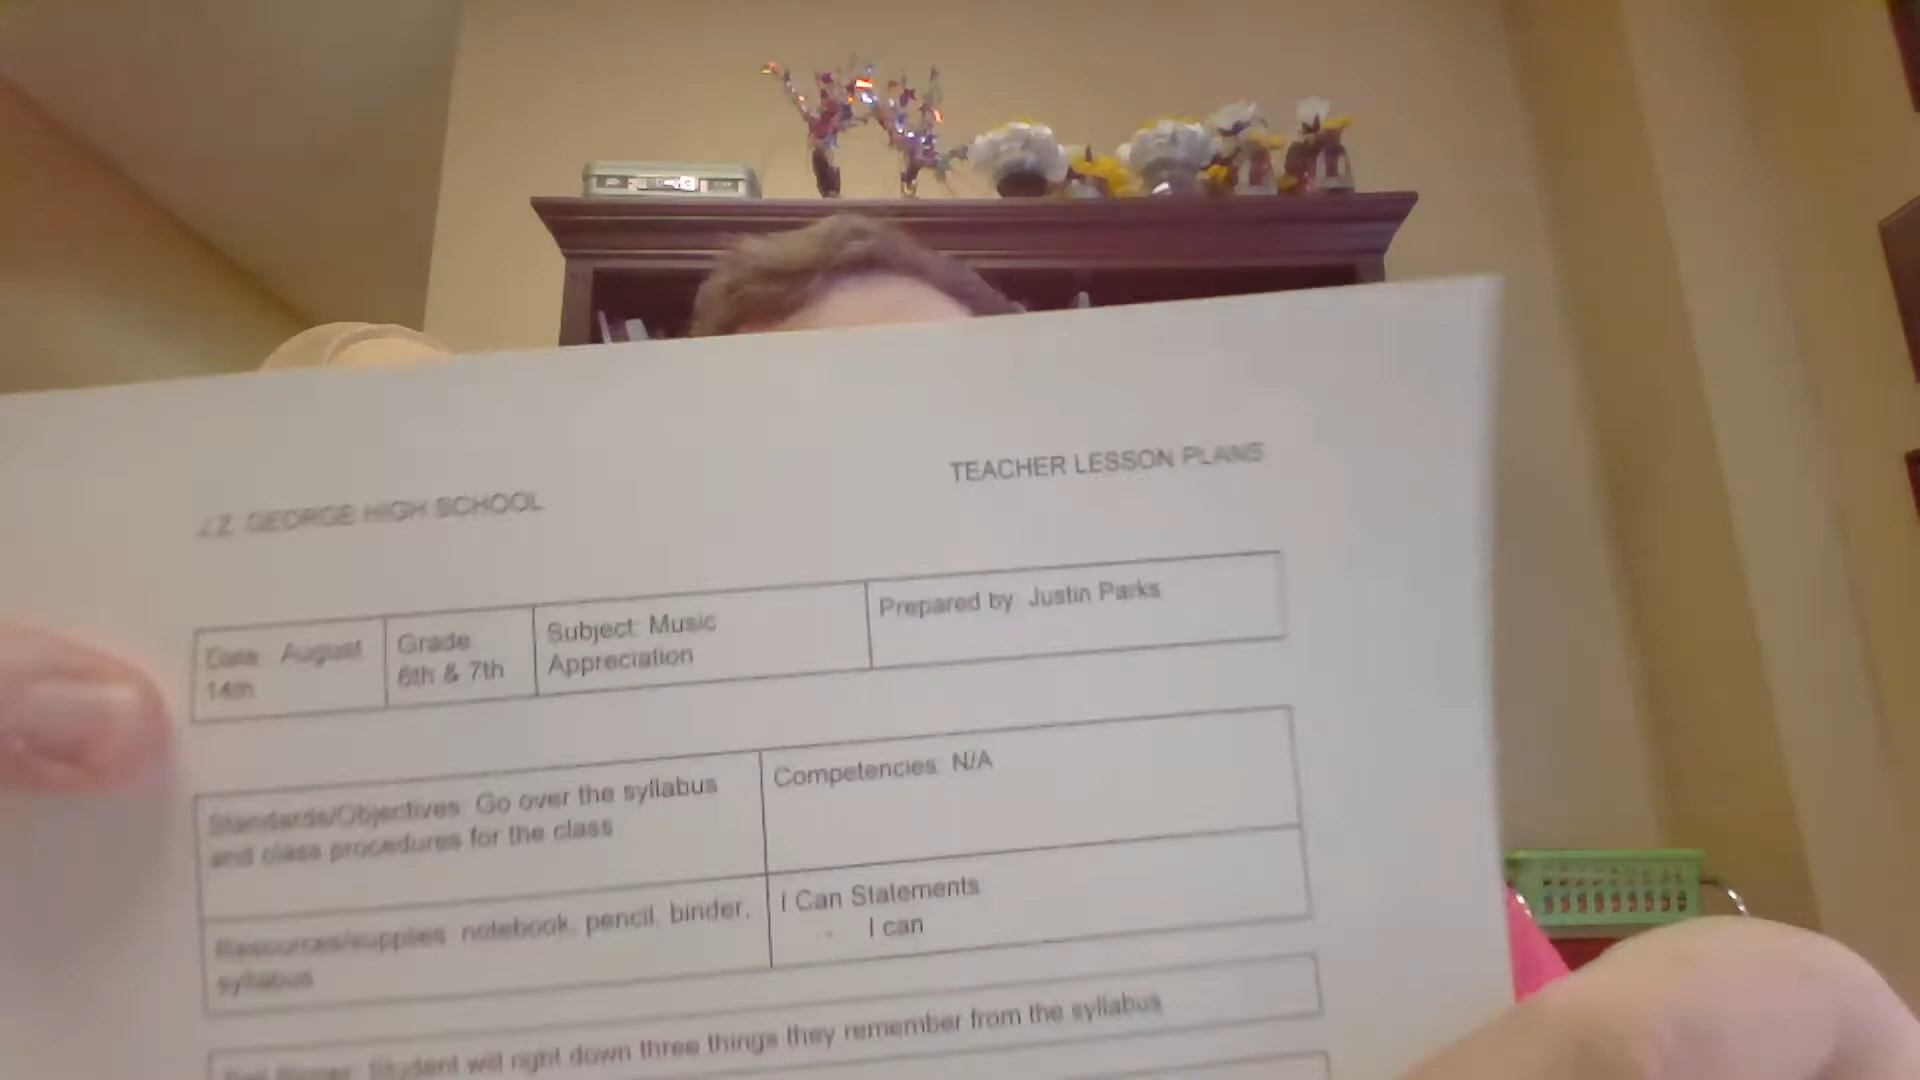 J.Z. GEORGE HIGH SCHOOL
TEACHER LESSON PLANS
Date: August
14th
Grade:
6th & 7th
Subject: Music
Appreciation
Prepared by: Justin Parks
Standards/Objectives: Go over the syllabus
and class procedures for the class
Competencies: N/A
Resources/supplies: notebook, pencil, binder,
syllabus
I Can Statements
- I can
Bell Ringer: Student will right down three things they remember from the syllabus